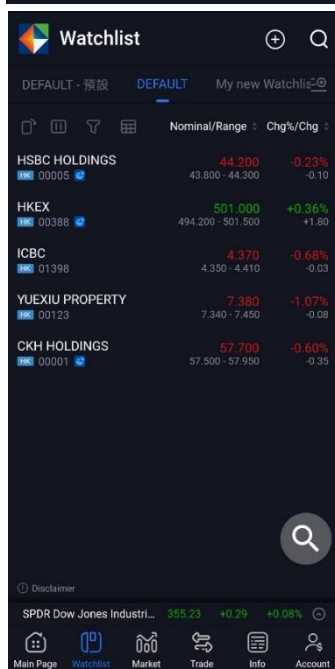 Watchlist
DEFAULT - 預設 DEFAULT My new Watchlis
Nominal/Range Chg%/Chg
HSBC HOLDINGS 44.200 -0.23%
HK 00005 43.800 - 44.300 -0.10
HKEX 501.000 +0.36%
HK 00388 494.200 - 501.500 +1.80
ICBC 4.370 -0.68%
HK 01398 4.350 - 4.410 -0.03
YUEXIU PROPERTY 7.380 -1.07%
HK 00123 7.340 - 7.450 -0.08
CKH HOLDINGS 57.700 -0.60%
HK 00001 57.500 - 57.950 -0.35
Disclaimer
SPDR Dow Jones Industri... 355.23 +0.29 +0.08%
Main Page Watchlist Market Trade Info Account